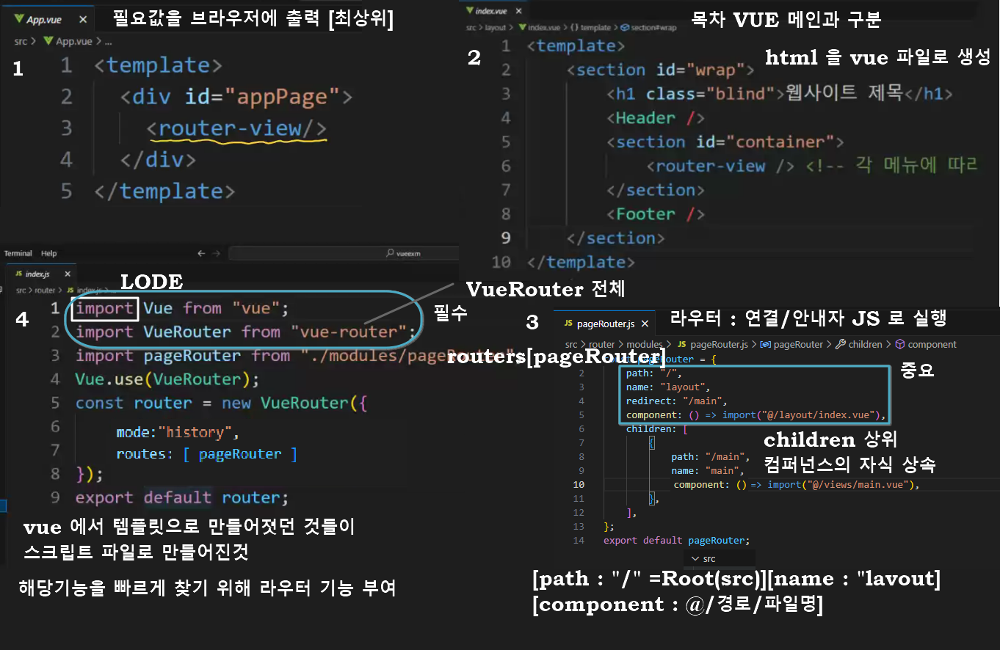 App.vue ×
필요값을 브라우저에 출력 [최상위]
src > App.vue > ...
1
1 <template>
2 <div id="appPage">
3 <router-view/>
4 </div>
5 </template>
index.vue ×
목차 VUE 메인과 구분
src > layout > index.vue > {} template > section#wrap
html 을 vue 파일로 생성
2
1 <template>
2 <section id="wrap">
3 <h1 class="blind">웹사이트 제목</h1>
4 <Header />
5 <section id="container">
6 <router-view /> <!-- 각 메뉴에 따라
7 </section>
8 <Footer />
9 </section>
10 </template>
Terminal Help
vueexm
index.js ×
LODE
src > router > JS index.js > ...
4
1 import Vue from "vue";
2 import VueRouter from "vue-router";
3 import pageRouter from "./modules/pageRouter";
4 Vue.use(VueRouter);
5 const router = new VueRouter({
6 mode:"history",
7 routes: [ pageRouter ]
8 });
9 export default router;
VueRouter 전체
필수
vue 에서 템플릿으로 만들어젓던 것들이
스크립트 파일로 만들어진것
해당기능을 빠르게 찾기 위해 라우터 기능 부여
3
JS pageRouter.js ×
라우터 : 연결/안내자 JS 로 실행
src > router > modules > JS pageRouter.js > pageRouter > children > component
routers[pageRouter]
pageRouter = {
중요
2 path: "/",
3 name: "layout",
4 redirect: "/main",
5 component: () => import("@/layout/index.vue"),
6 children: [
7 {
8 path: "/main",
9 name: "main",
10 component: () => import("@/views/main.vue"),
11 },
12 ],
13 };
14 export default pageRouter;
children 상위
컴퍼넌스의 자식 상속
src
[path : "/" =Root(src)][name : "lavout]
[component : @/경로/파일명]